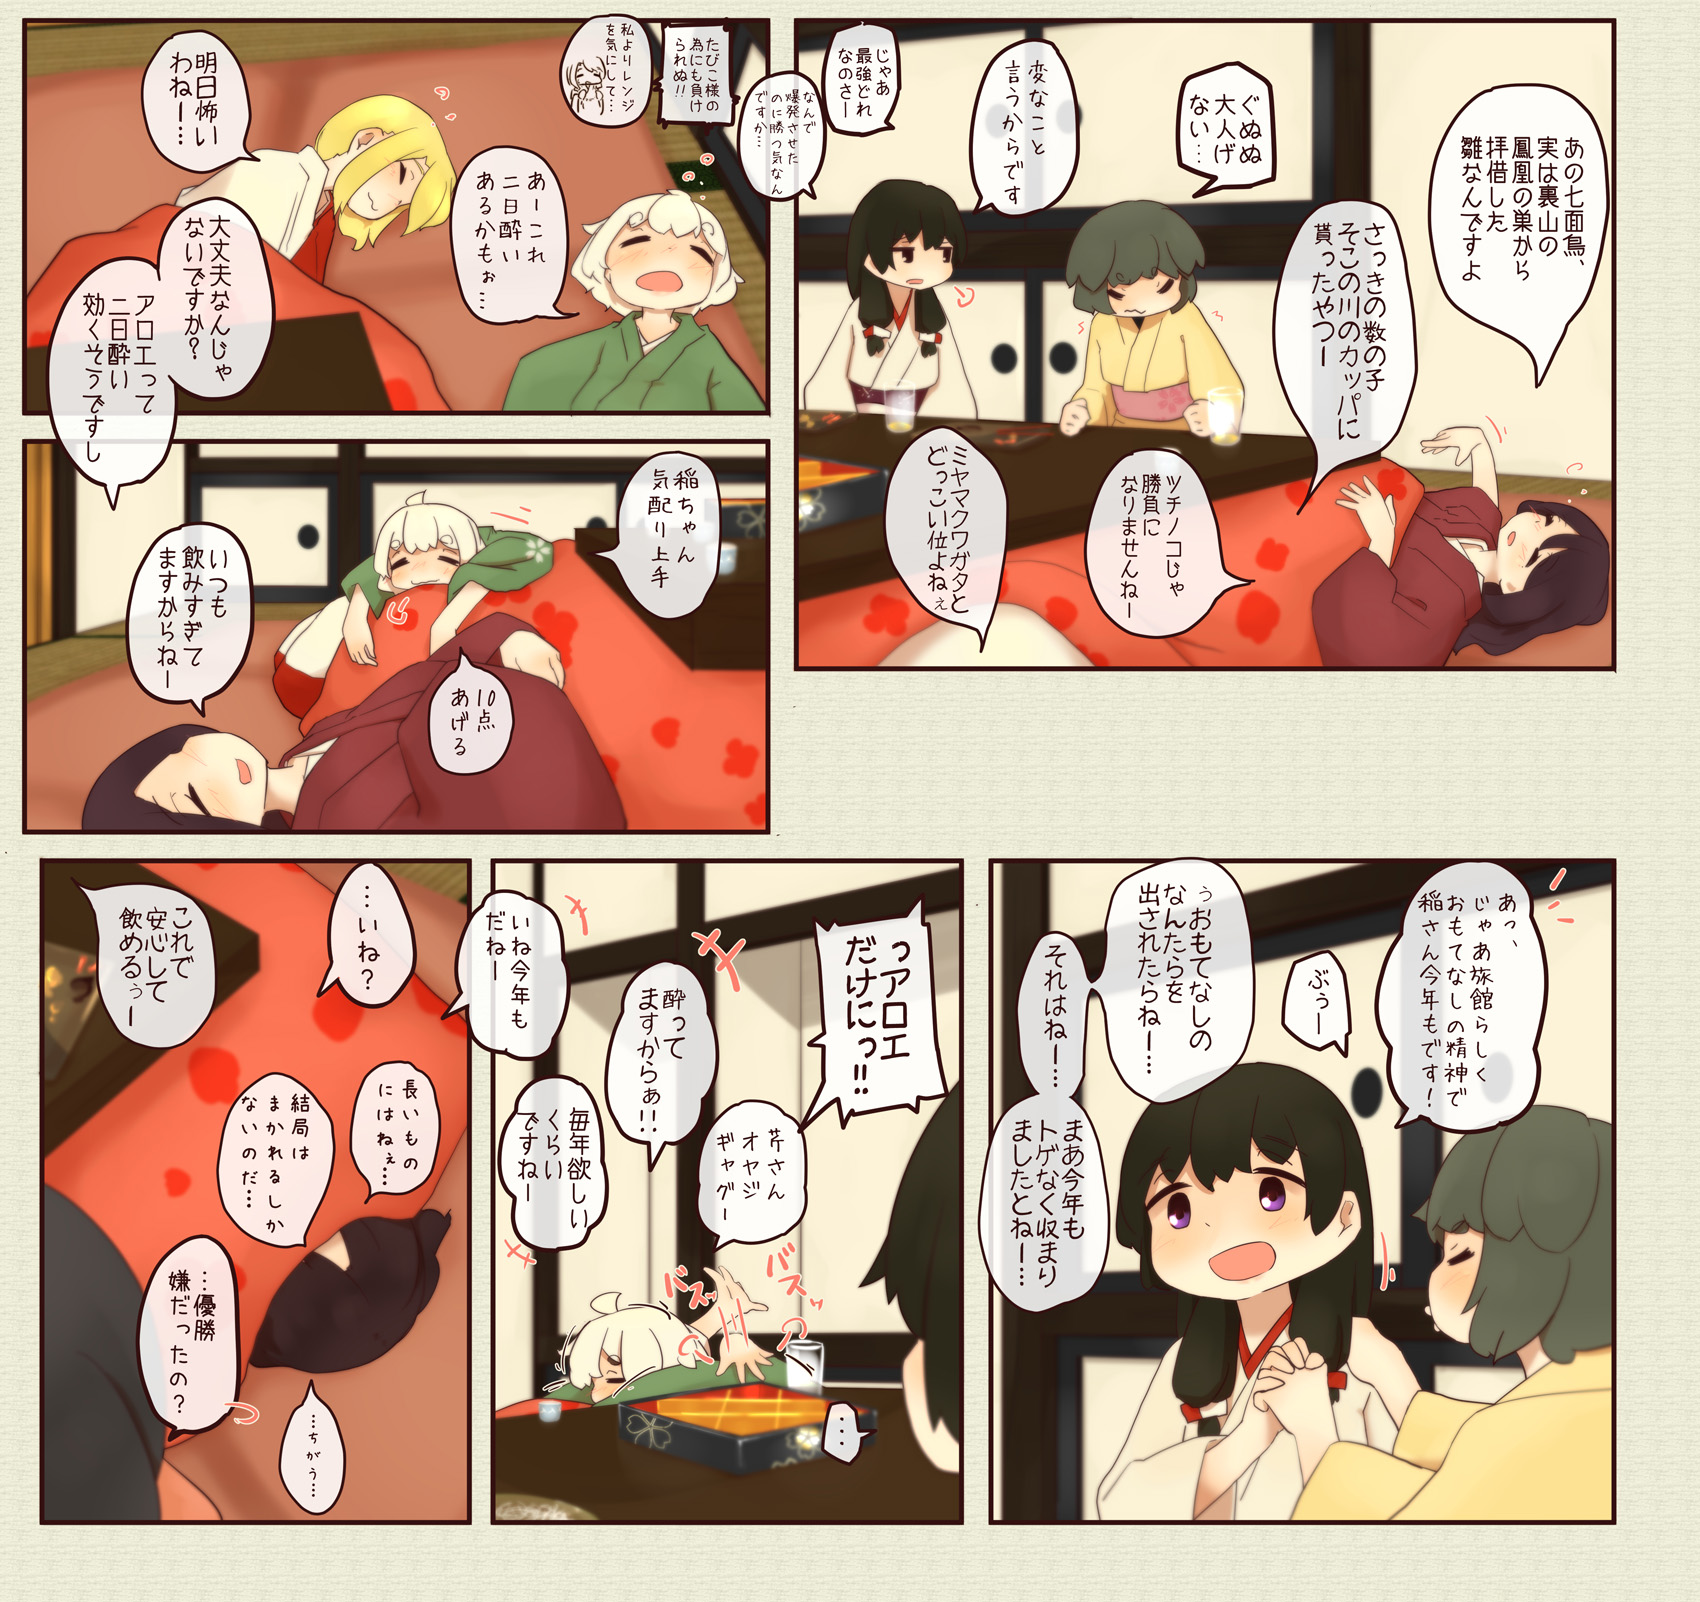 あの七面鳥、
実は裏山の
鳳凰の巣から
拝借した
雛なんですよ
さっきの数の子
そこの川のカッパに
貰ったやつー
ぐぬぬ
大人げ
ない…
変なこと
言うからです
じゃあ
最強どれ
なのさー
ツチノコじゃ
勝負に
なりませんねー
ミヤマクワガタと
どっこい位よねぇ
なんで
爆発させた
のに勝つ気なん
ですか…
たびこ様の
為にも負け
られぬ!!
私よりレンジ
を気にして…
あーこれ
二日酔い
あるかもぉ…
明日怖い
わねー…
大丈夫なんじゃ
ないですか?
アロエって
二日酔い
効くそうですし
稲ちゃん
気配り上手
10点
あげる
いつも
飲みすぎて
ますからねー
あっ、
じゃあ旅館らしく
おもてなしの精神で
稲さん今年もです!
ぶぅー
ぅおもてなしの
なんたらを
出されたらねー…
それはねー…
まあ今年も
トゲなく収まり
ましたとねー…
っアロエ
だけにっ!!
芹さん
オヤジ
ギャグー
酔って
ますからぁ!!
いね今年も
だねー
毎年欲しい
くらい
ですねー
バスッ
バスッ
…
…いね?
これで
安心して
飲めるぅー
長いもの
にはねぇ…
結局は
まかれるしか
ないのだ…
…優勝
嫌だったの?
…ちがう…